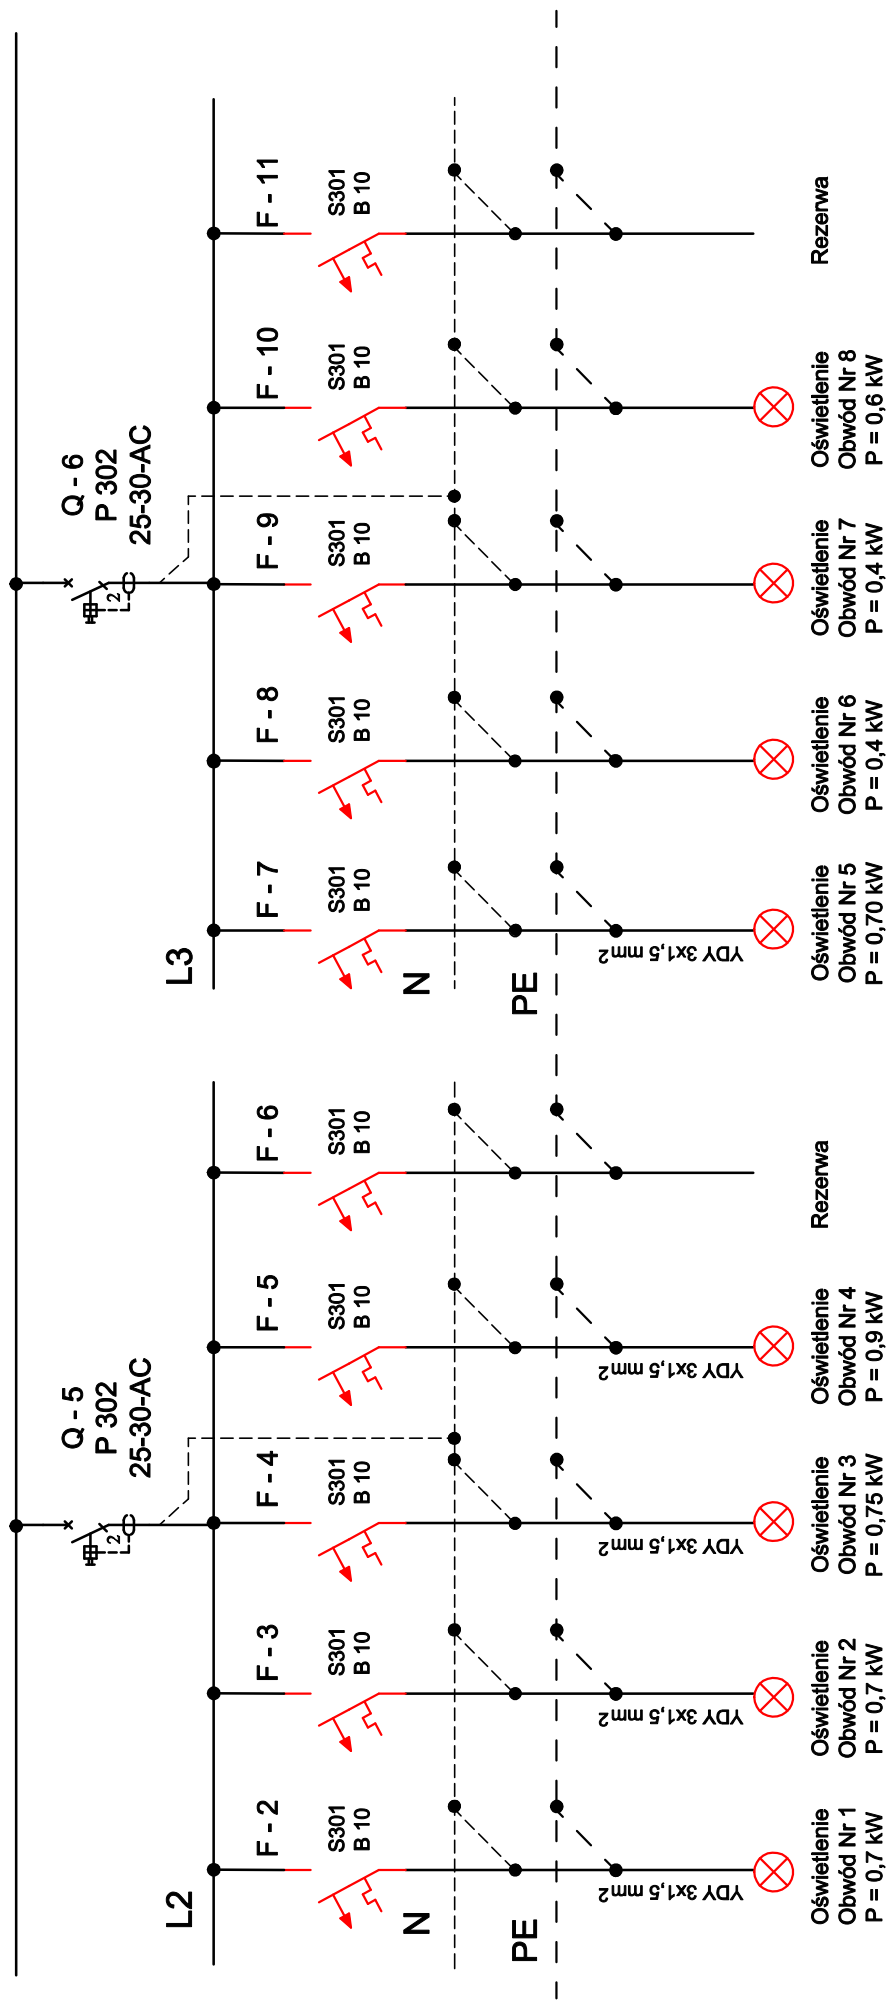 Q - 5
P 302
25-30-AC
2
Q - 6
P 302
25-30-AC
2
L2
F - 2
S301
B 10
F - 3
S301
B 10
F - 4
S301
B 10
F - 5
S301
B 10
F - 6
S301
B 10
L3
F - 7
S301
B 10
F - 8
S301
B 10
F - 9
S301
B 10
F - 10
S301
B 10
F - 11
S301
B 10
N
N
PE
PE
YDY 3x1,5 mm²
YDY 3x1,5 mm²
YDY 3x1,5 mm²
YDY 3x1,5 mm²
YDY 3x1,5 mm²
Oświetlenie
Obwód Nr 1
P = 0,7 kW
Oświetlenie
Obwód Nr 2
P = 0,7 kW
Oświetlenie
Obwód Nr 3
P = 0,75 kW
Oświetlenie
Obwód Nr 4
P = 0,9 kW
Rezerwa
Oświetlenie
Obwód Nr 5
P = 0,70 kW
Oświetlenie
Obwód Nr 6
P = 0,4 kW
Oświetlenie
Obwód Nr 7
P = 0,4 kW
Oświetlenie
Obwód Nr 8
P = 0,6 kW
Rezerwa